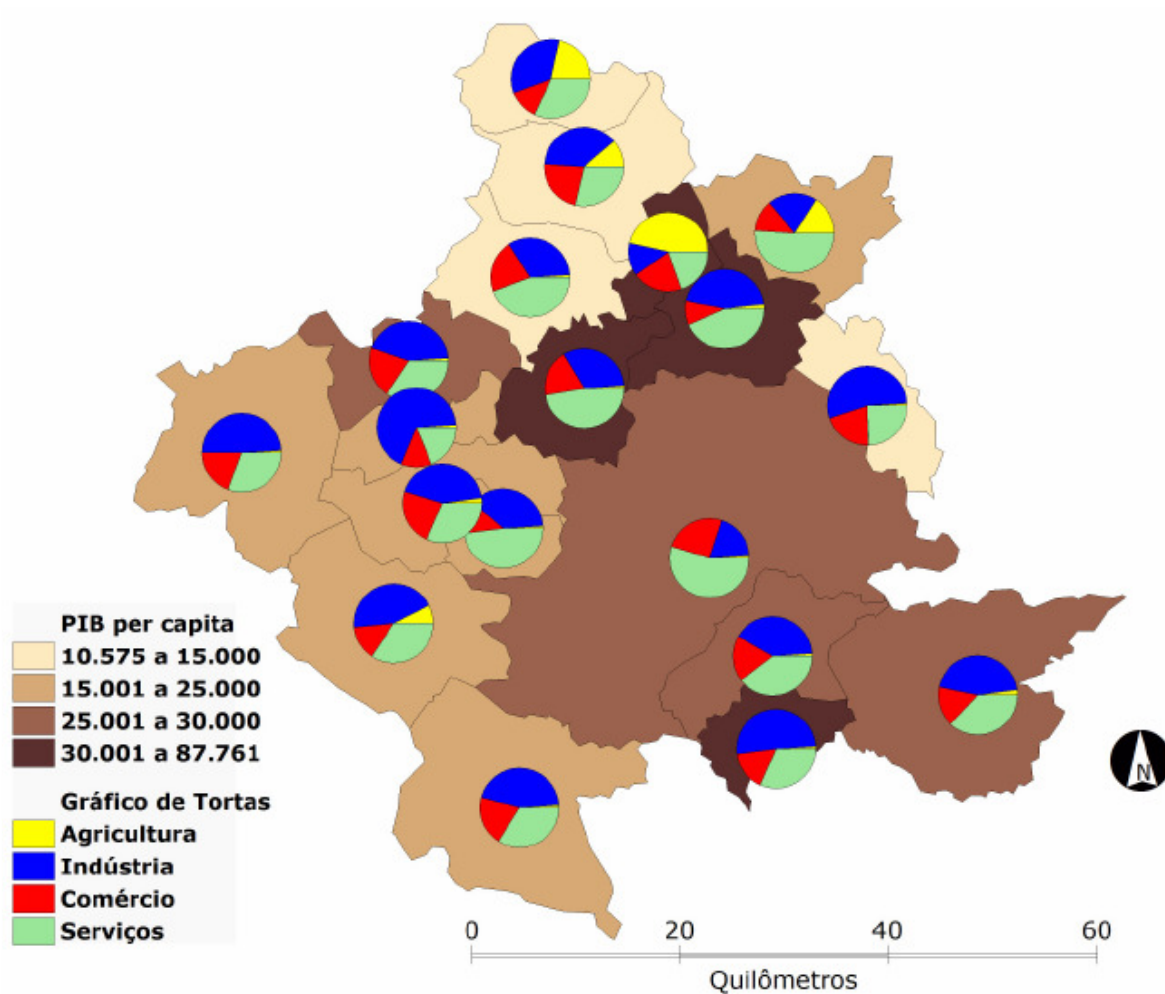 PIB per capita
10.575 a 15.000
15.001 a 25.000
25.001 a 30.000
30.001 a 87.761
Gráfico de Tortas
Agricultura
Indústria
Comércio
Serviços
N
0 20 40 60
Quilômetros